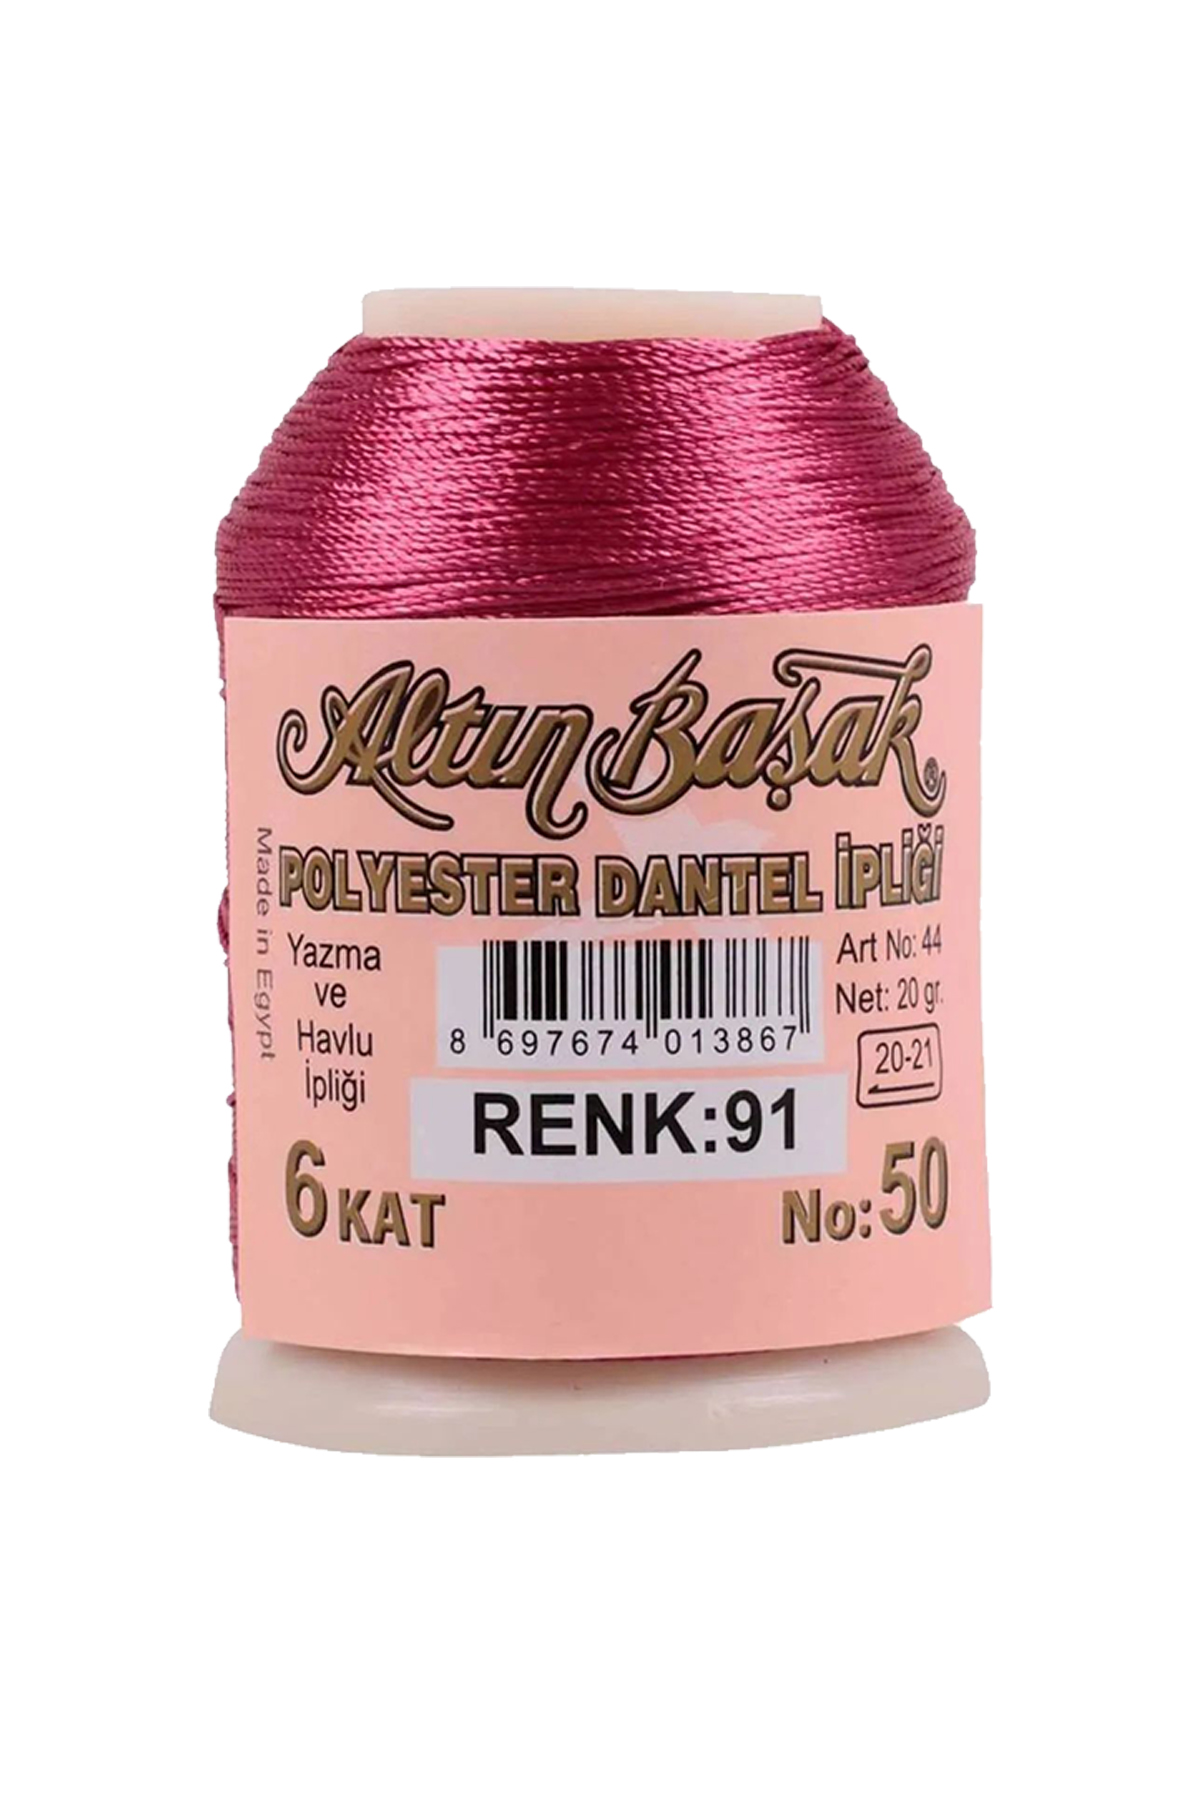 Altın Başak ®
POLYESTER DANTEL İPLİĞİ
Made in Egypt
Yazma
ve
Havlu
İpliği
8 697674 013867
Art No: 44
Net: 20 gr.
20-21
RENK:91
6 KAT
No: 50